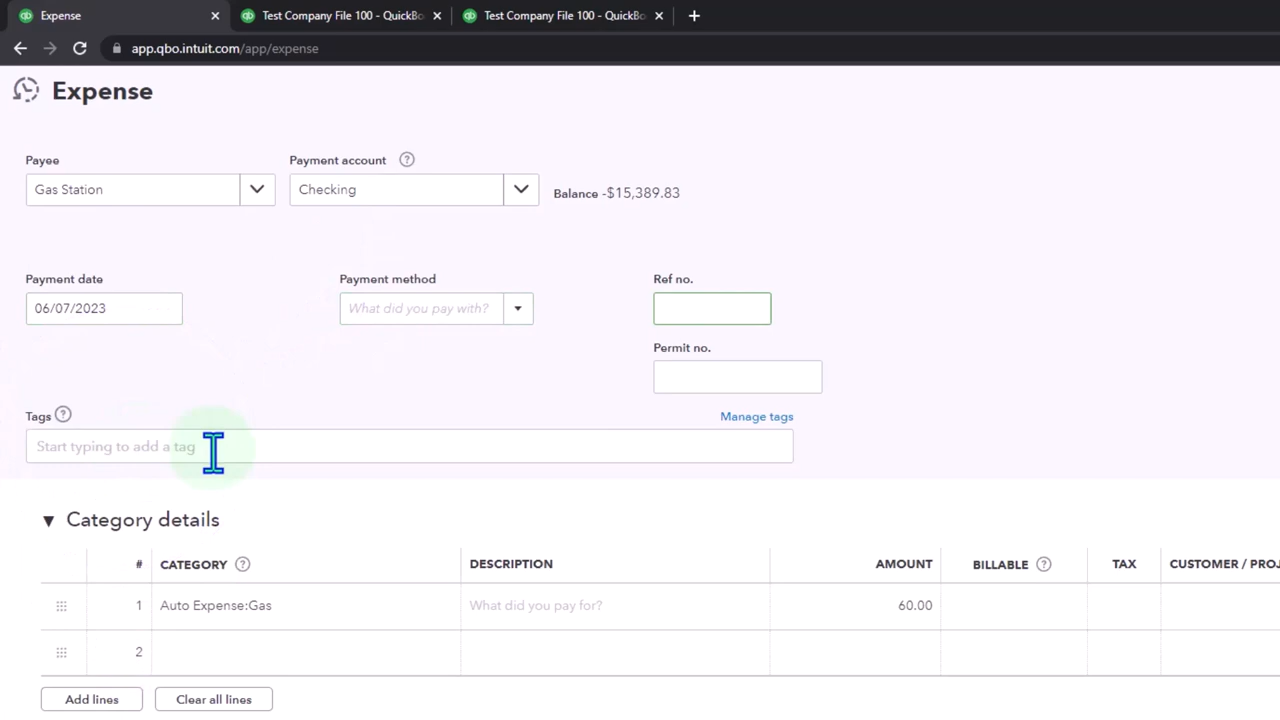 Expense
Test Company File 100 - QuickBo
Test Company File 100 - QuickBo
app.qbo.intuit.com/app/expense
Expense
Payee
Payment account
Gas Station
Checking
Balance -$15,389.83
Payment date
Payment method
Ref no.
06/07/2023
What did you pay with?
Permit no.
Tags
Manage tags
Start typing to add a tag
Category details
# CATEGORY DESCRIPTION AMOUNT BILLABLE TAX CUSTOMER / PROJ
1 Auto Expense:Gas What did you pay for? 60.00
2
Add lines
Clear all lines